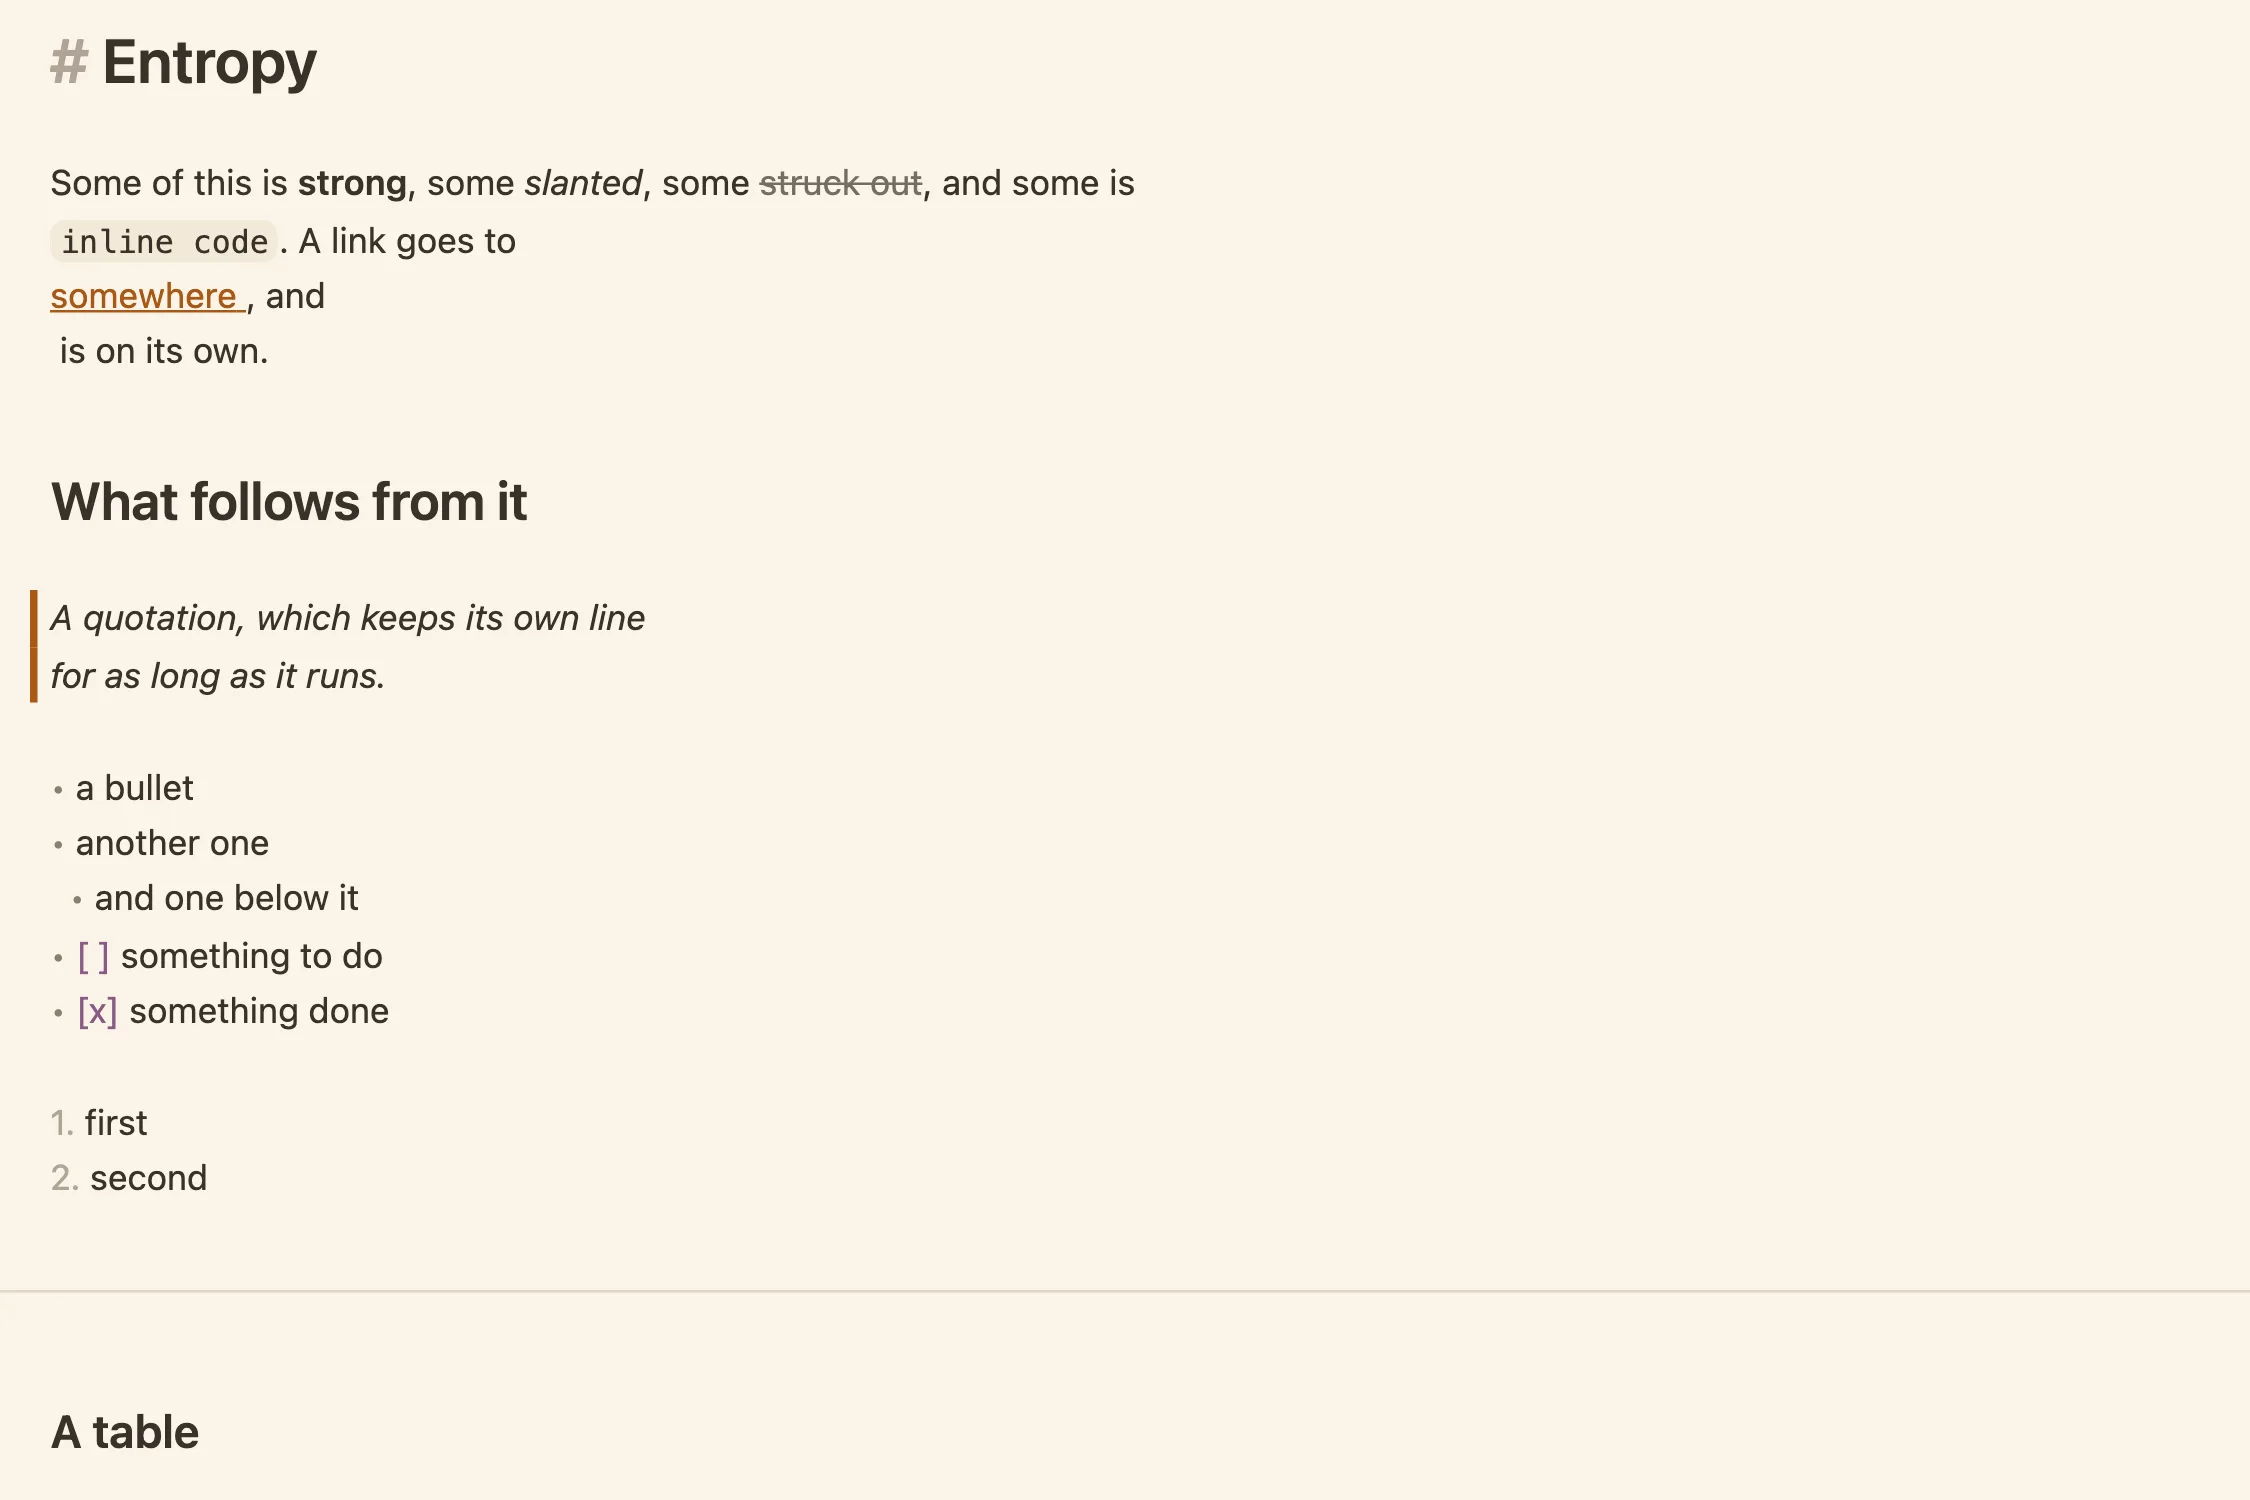 # Entropy
Some of this is strong, some slanted, some struck out, and some is
inline code. A link goes to
somewhere , and
is on its own.
What follows from it
A quotation, which keeps its own line
for as long as it runs.
• a bullet
• another one
• and one below it
• [ ] something to do
• [x] something done
1. first
2. second
A table